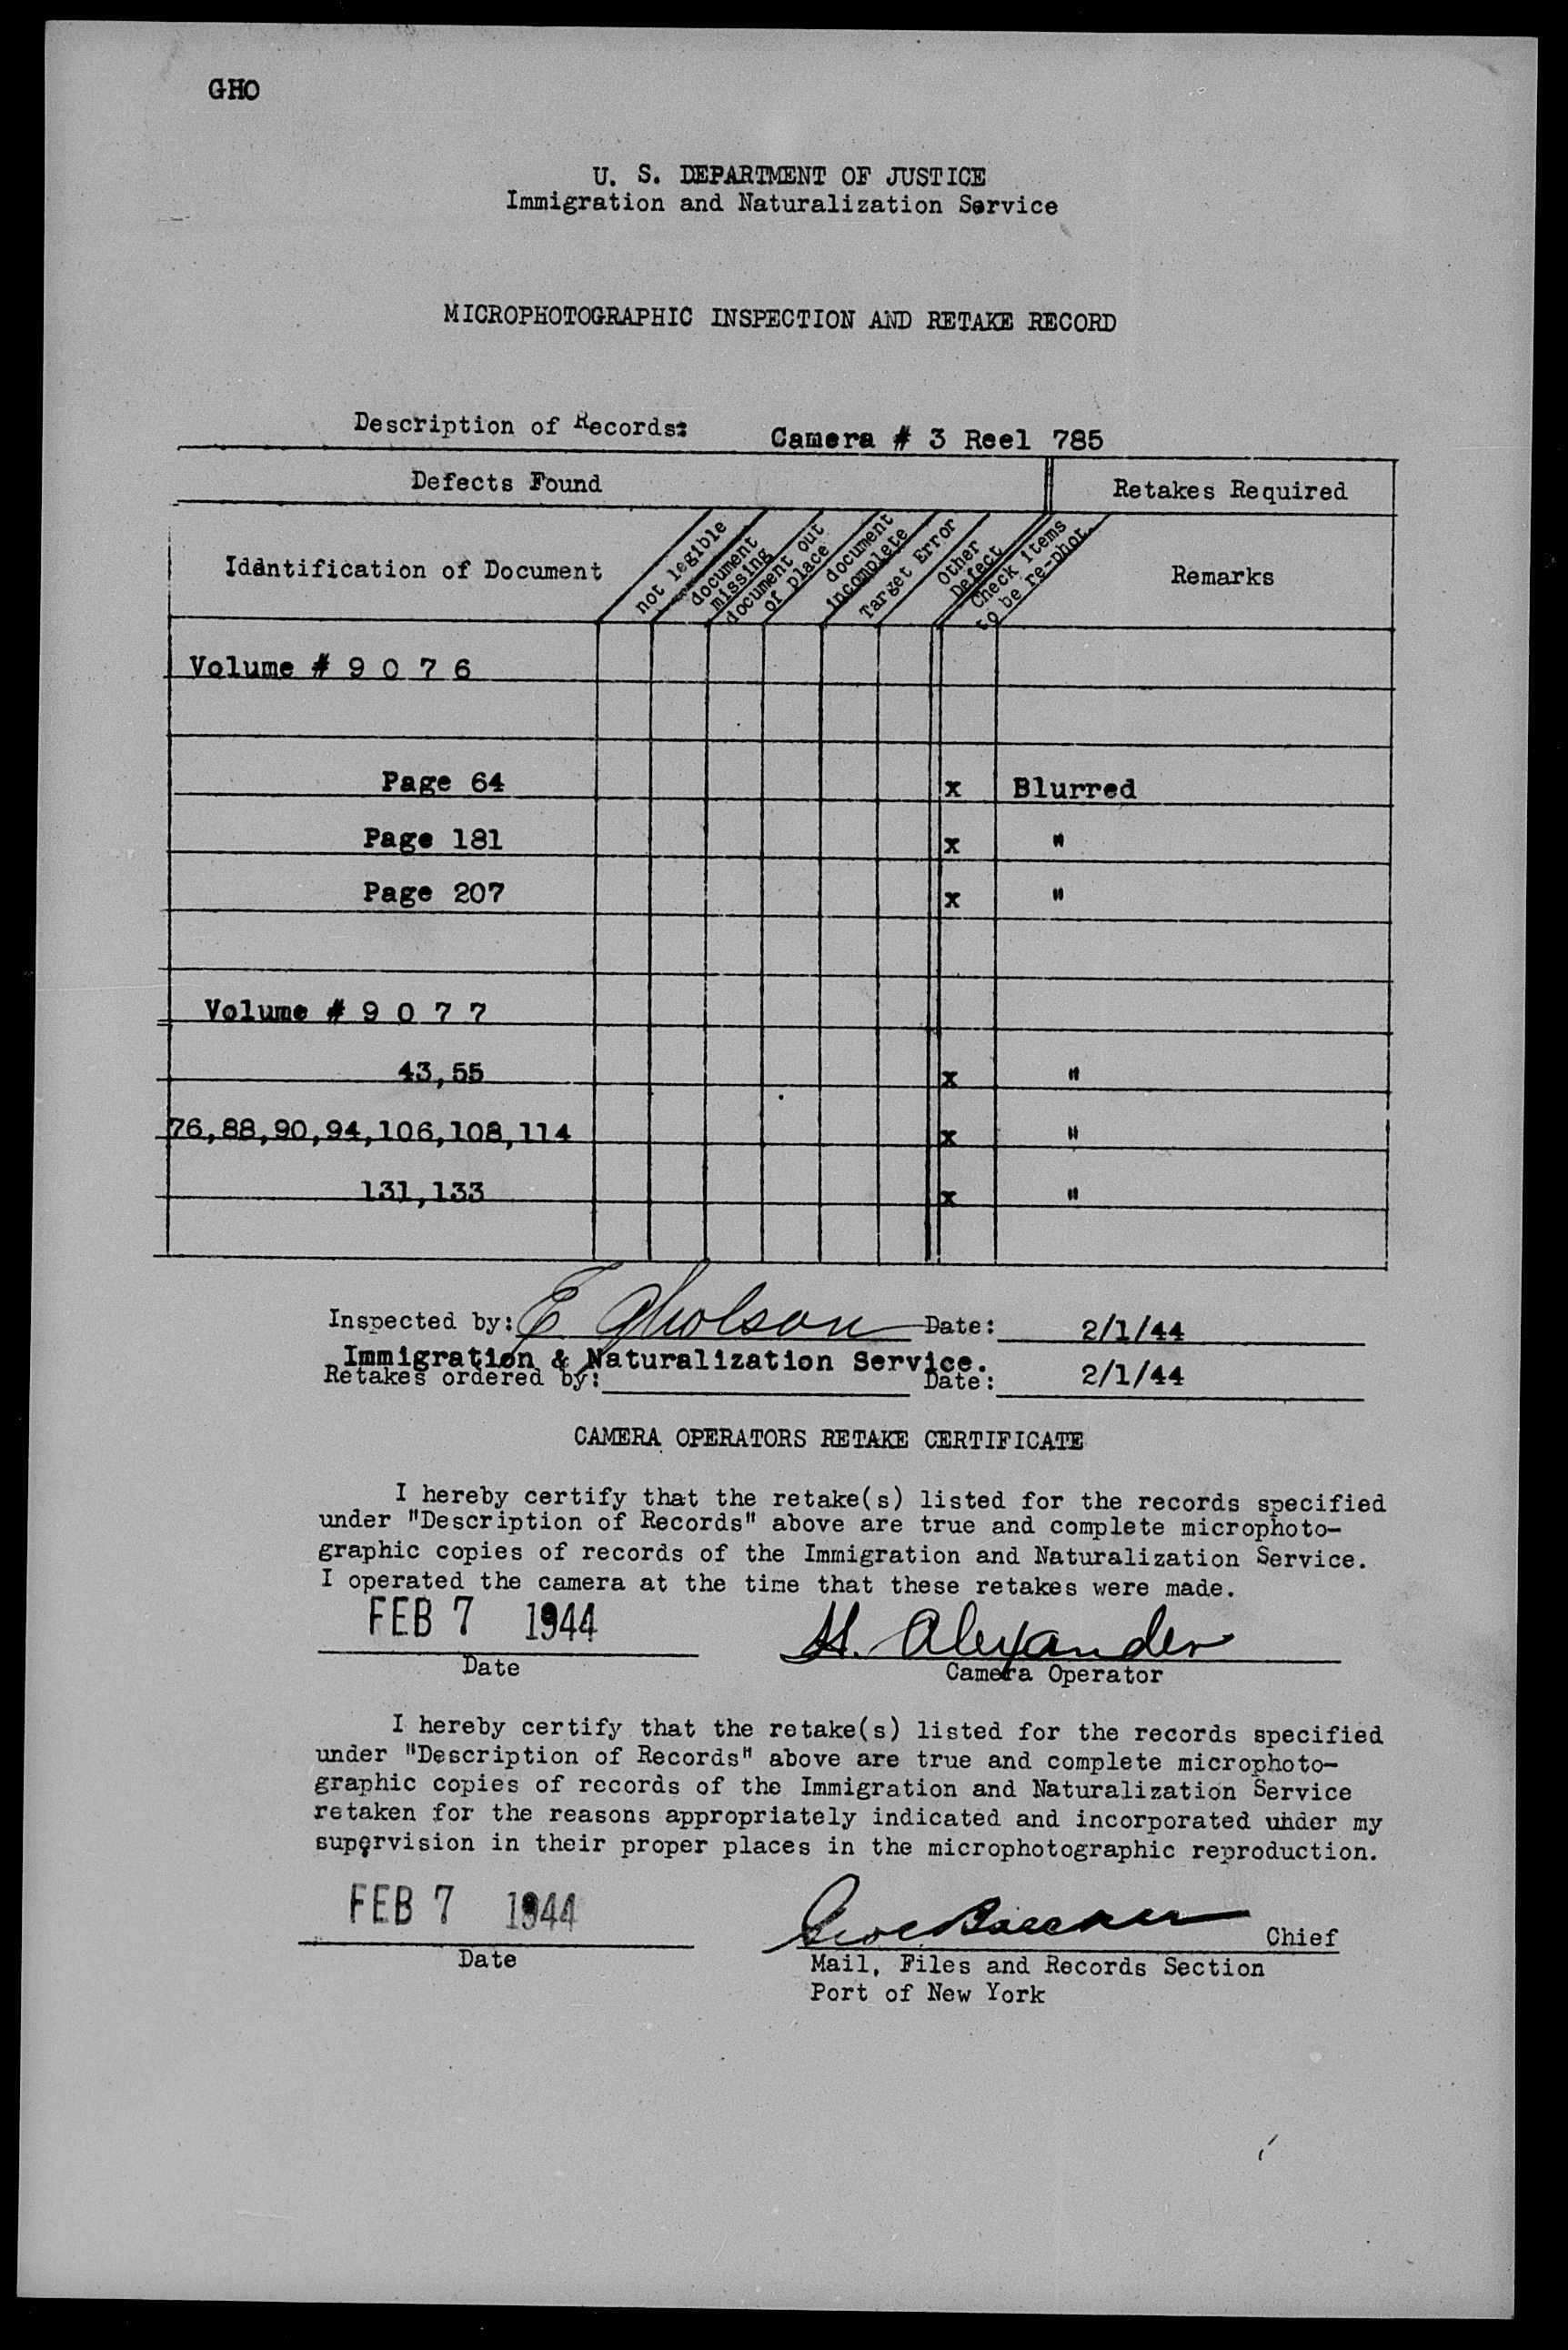 GHO
U. S. DEPARTMENT OF JUSTICE
Immigration and Naturalization Service
MICROPHOTOGRAPHIC INSPECTION AND RETAKE RECORD
Description of Records: Camera # 3 Reel 785
Defects Found Retakes Required
Idantification of Document
not legible
document missing
document out of place
document incomplete
Target Error
Other Defect
Check items to be re-phot.
Remarks
Volume # 9 0 7 6
Page 64 x Blurred
Page 181 x "
Page 207 x "
Volume # 9 0 7 7
43,55 x "
76,88,90,94,106,108,114 x "
131,133 x "
Inspected by: E Gholson Date: 2/1/44
Immigration & Naturalization Service.
Retakes ordered by: Date: 2/1/44
CAMERA OPERATORS RETAKE CERTIFICATE
I hereby certify that the retake(s) listed for the records specified
under "Description of Records" above are true and complete microphoto-
graphic copies of records of the Immigration and Naturalization Service.
I operated the camera at the time that these retakes were made.
FEB 7 1944 H. Alexander
Date Camera Operator
I hereby certify that the retake(s) listed for the records specified
under "Description of Records" above are true and complete microphoto-
graphic copies of records of the Immigration and Naturalization Service
retaken for the reasons appropriately indicated and incorporated under my
supervision in their proper places in the microphotographic reproduction.
FEB 7 1944 Chief
Date Mail, Files and Records Section
Port of New York